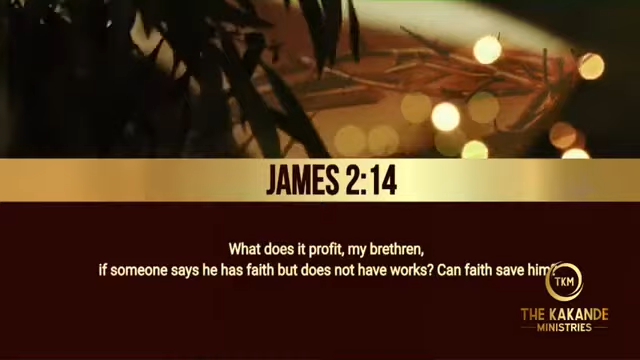 JAMES 2:14
What does it profit, my brethren,
if someone says he has faith but does not have works? Can faith save him?
TKM
THE KAKANDE
MINISTRIES